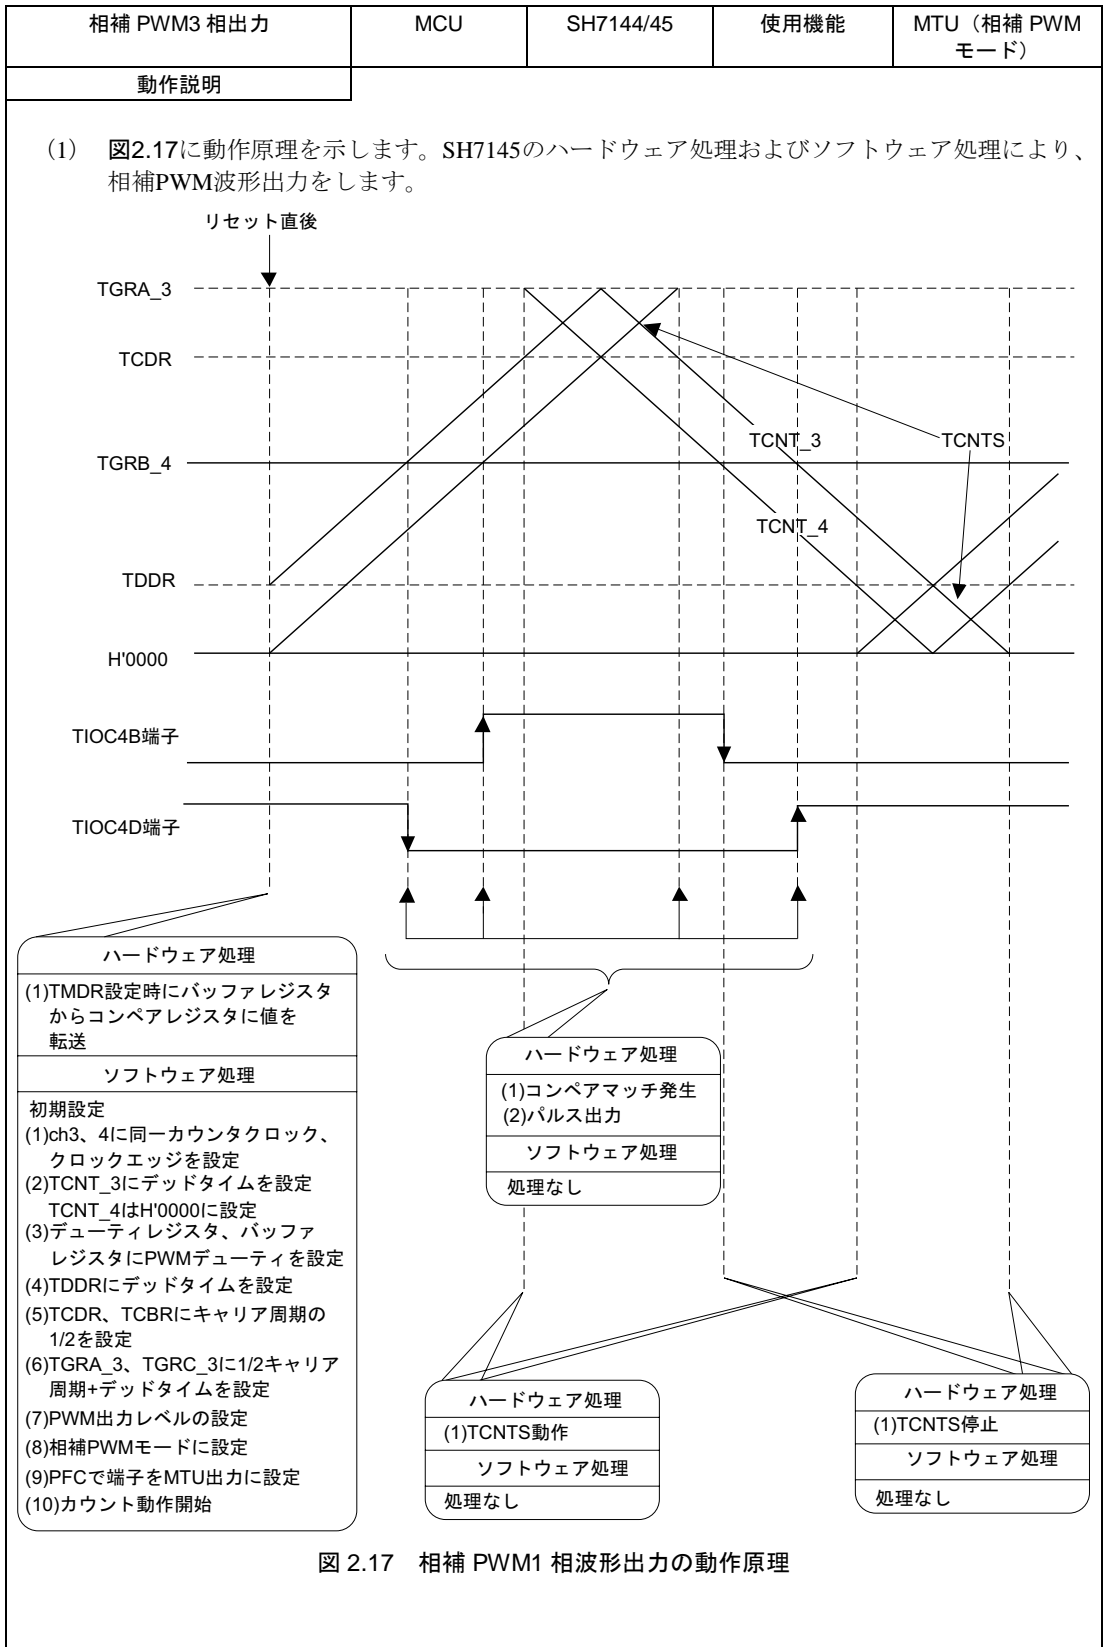 相補 PWM3 相出力
MCU
SH7144/45
使用機能
MTU（相補 PWM
モード）
動作説明
(1) 図2.17に動作原理を示します。SH7145のハードウェア処理およびソフトウェア処理により、
相補PWM波形出力をします。
リセット直後
TGRA_3
TCDR
TCNT_3
TCNTS
TGRB_4
TCNT_4
TDDR
H'0000
TIOC4B端子
TIOC4D端子
ハードウェア処理
(1)TMDR設定時にバッファレジスタ
からコンペアレジスタに値を
転送
ソフトウェア処理
初期設定
(1)ch3、4に同一カウンタクロック、
クロックエッジを設定
(2)TCNT_3にデッドタイムを設定
TCNT_4はH'0000に設定
(3)デューティレジスタ、バッファ
レジスタにPWMデューティを設定
(4)TDDRにデッドタイムを設定
(5)TCDR、TCBRにキャリア周期の
1/2を設定
(6)TGRA_3、TGRC_3に1/2キャリア
周期+デッドタイムを設定
(7)PWM出力レベルの設定
(8)相補PWMモードに設定
(9)PFCで端子をMTU出力に設定
(10)カウント動作開始
ハードウェア処理
(1)コンペアマッチ発生
(2)パルス出力
ソフトウェア処理
処理なし
ハードウェア処理
(1)TCNTS動作
ソフトウェア処理
処理なし
ハードウェア処理
(1)TCNTS停止
ソフトウェア処理
処理なし
図 2.17 相補 PWM1 相波形出力の動作原理